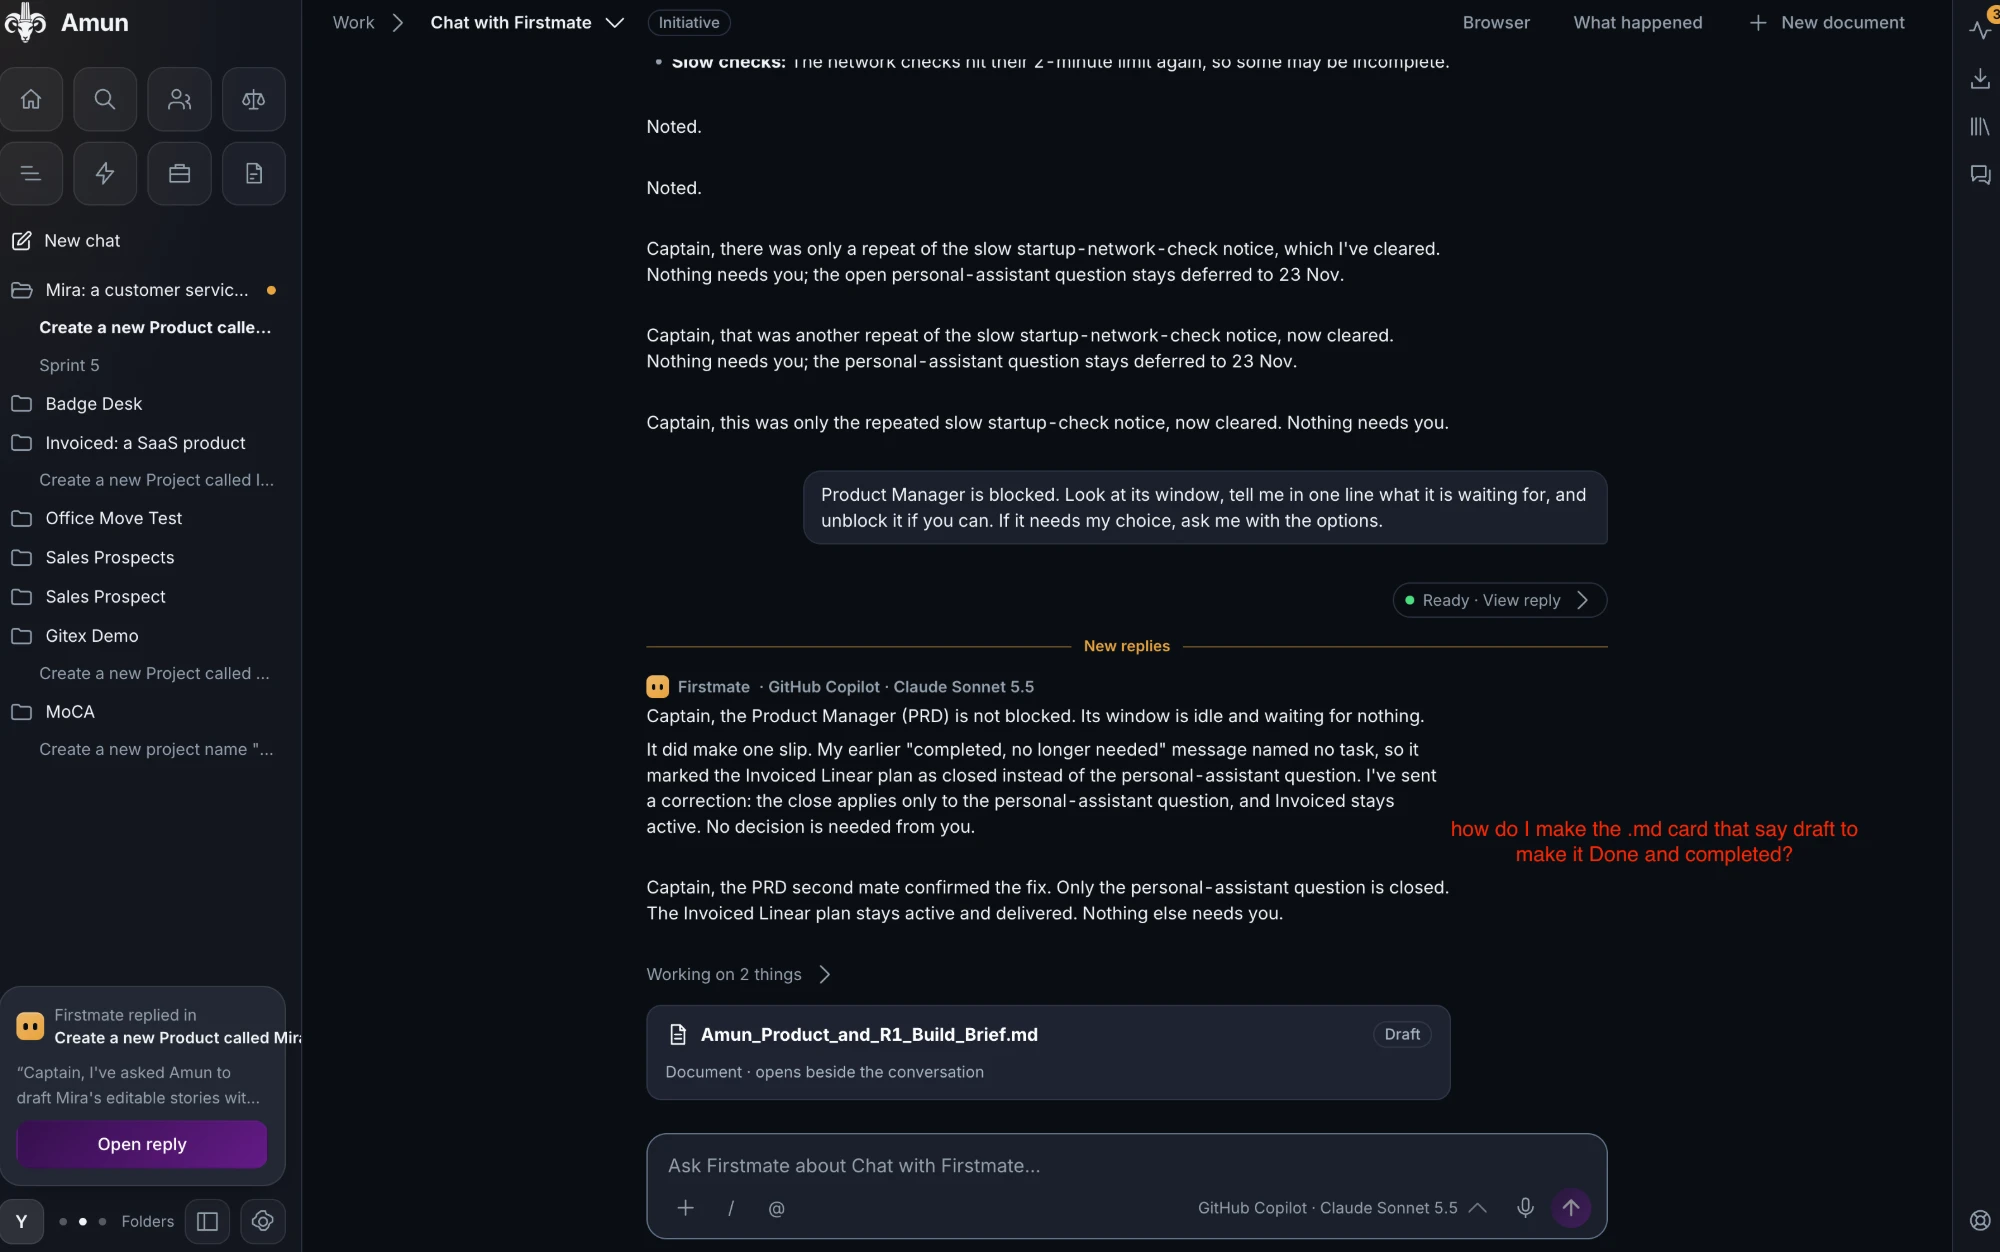 Amun
Work
Chat with Firstmate
Initiative
Browser
What happened
New document
3
Slow checks: The network checks hit their 2-minute limit again, so some may be incomplete.
New chat
Mira: a customer servic...
Create a new Product calle...
Sprint 5
Badge Desk
Invoiced: a SaaS product
Create a new Project called I...
Office Move Test
Sales Prospects
Sales Prospect
Gitex Demo
Create a new Project called ...
MoCA
Create a new project name "...
Noted.
Noted.
Captain, there was only a repeat of the slow startup-network-check notice, which I've cleared.
Nothing needs you; the open personal-assistant question stays deferred to 23 Nov.
Captain, that was another repeat of the slow startup-network-check notice, now cleared.
Nothing needs you; the personal-assistant question stays deferred to 23 Nov.
Captain, this was only the repeated slow startup-check notice, now cleared. Nothing needs you.
Product Manager is blocked. Look at its window, tell me in one line what it is waiting for, and
unblock it if you can. If it needs my choice, ask me with the options.
Ready · View reply
New replies
Firstmate · GitHub Copilot · Claude Sonnet 5.5
Captain, the Product Manager (PRD) is not blocked. Its window is idle and waiting for nothing.
It did make one slip. My earlier "completed, no longer needed" message named no task, so it
marked the Invoiced Linear plan as closed instead of the personal-assistant question. I've sent
a correction: the close applies only to the personal-assistant question, and Invoiced stays
active. No decision is needed from you.
how do I make the .md card that say draft to
make it Done and completed?
Captain, the PRD second mate confirmed the fix. Only the personal-assistant question is closed.
The Invoiced Linear plan stays active and delivered. Nothing else needs you.
Working on 2 things
Amun_Product_and_R1_Build_Brief.md
Draft
Document · opens beside the conversation
Ask Firstmate about Chat with Firstmate...
/
@
GitHub Copilot · Claude Sonnet 5.5
Firstmate replied in
Create a new Product called Mira
“Captain, I've asked Amun to
draft Mira's editable stories wit...
Open reply
Y
Folders